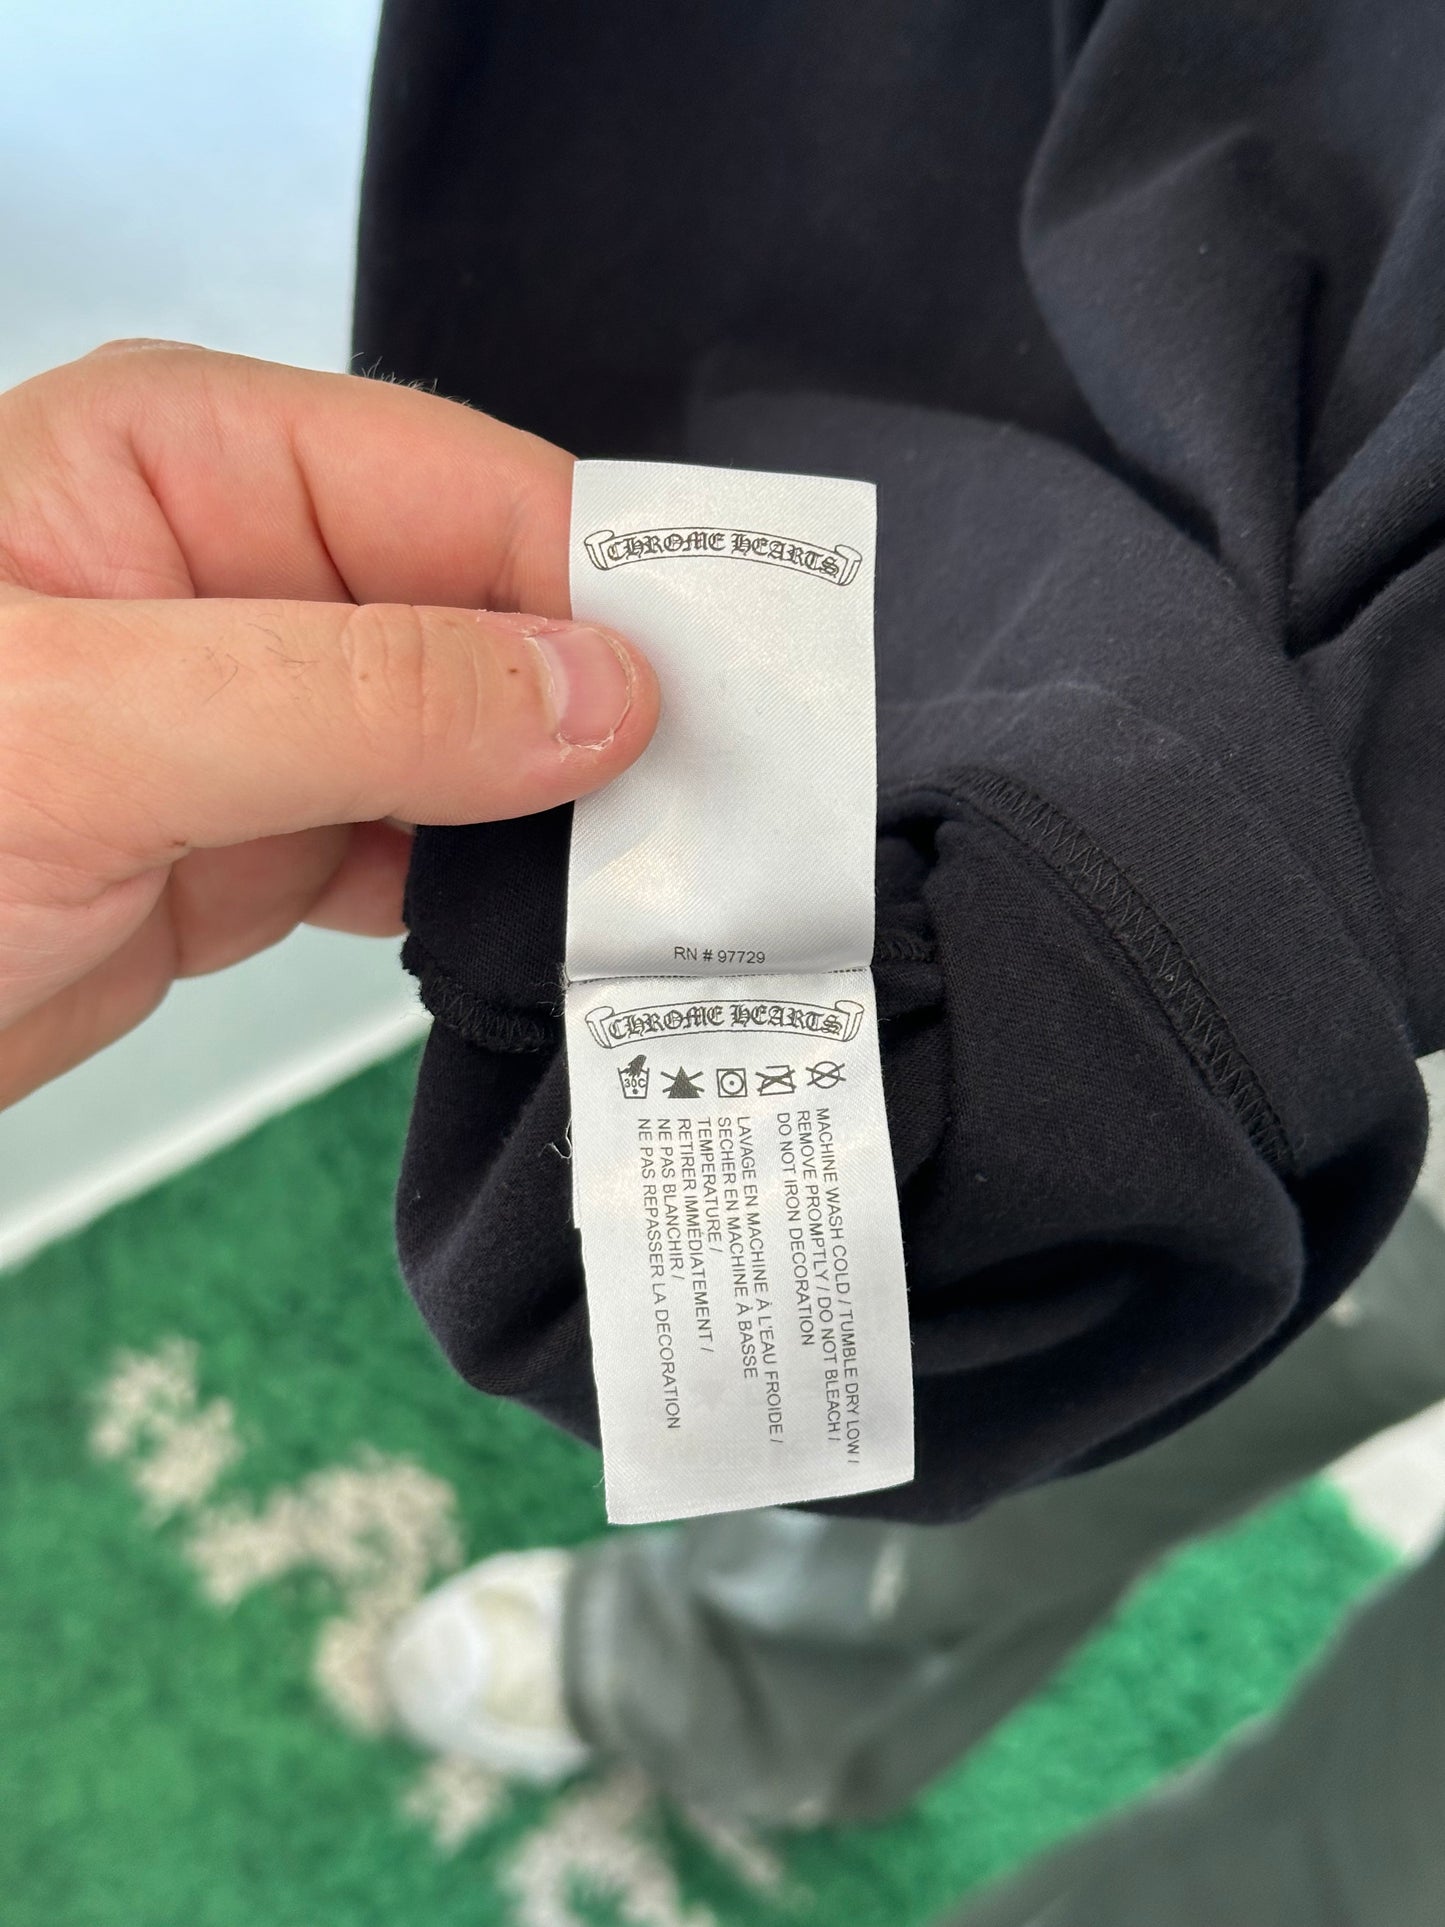 CHROME HEARTS
RN # 97729
CHROME HEARTS
30C
MACHINE WASH COLD / TUMBLE DRY LOW /
REMOVE PROMPTLY / DO NOT BLEACH /
DO NOT IRON DECORATION
LAVAGE EN MACHINE À L'EAU FROIDE /
SECHER EN MACHINE À BASSE
TEMPERATURE /
RETIRER IMMÉDIATEMENT /
NE PAS BLANCHIR /
NE PAS REPASSER LA DECORATION